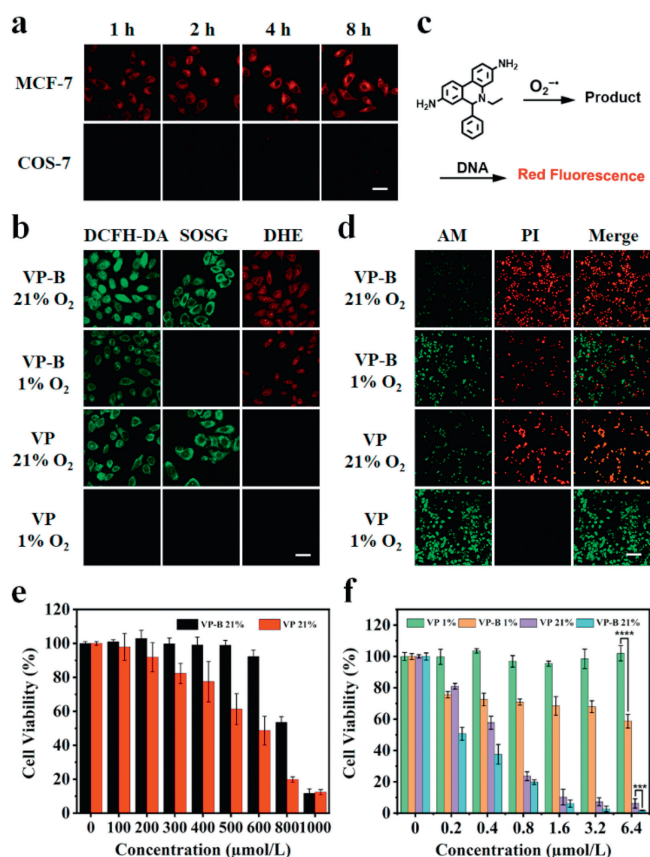 a
1 h 2 h 4 h 8 h
MCF-7
COS-7
c
NH₂
H₂N
N
O₂⁻•
Product
DNA
Red Fluorescence
b
DCFH-DA SOSG DHE
VP-B
21% O₂
VP-B
1% O₂
VP
21% O₂
VP
1% O₂
d
AM PI Merge
VP-B
21% O₂
VP-B
1% O₂
VP
21% O₂
VP
1% O₂
e
VP-B 21% VP 21%
Cell Viability (%)
120
100
80
60
40
20
0
0 100 200 300 400 500 600 800 1000
Concentration (µmol/L)
f
VP 1% VP-B 1% VP 21% VP-B 21%
****
***
Cell Viability (%)
120
100
80
60
40
20
0
0 0.2 0.4 0.8 1.6 3.2 6.4
Concentration (µmol/L)